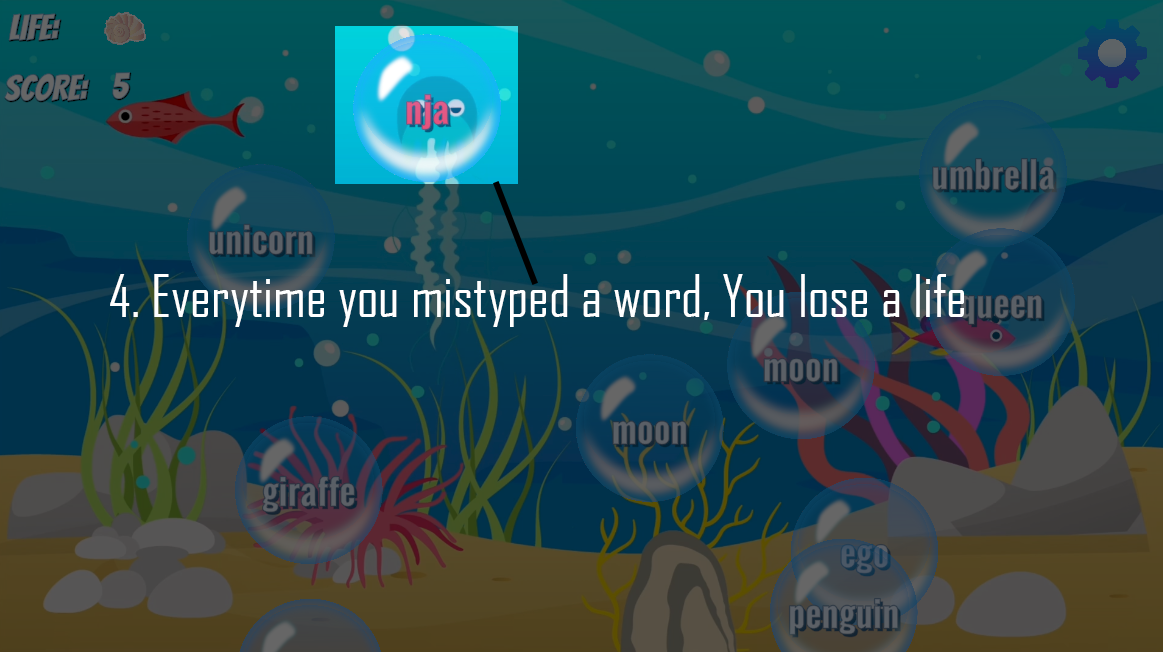 LIFE:
SCORE: 5
nja
umbrella
unicorn
4. Everytime you mistyped a word, You lose a life
queen
moon
moon
giraffe
ego
penguin